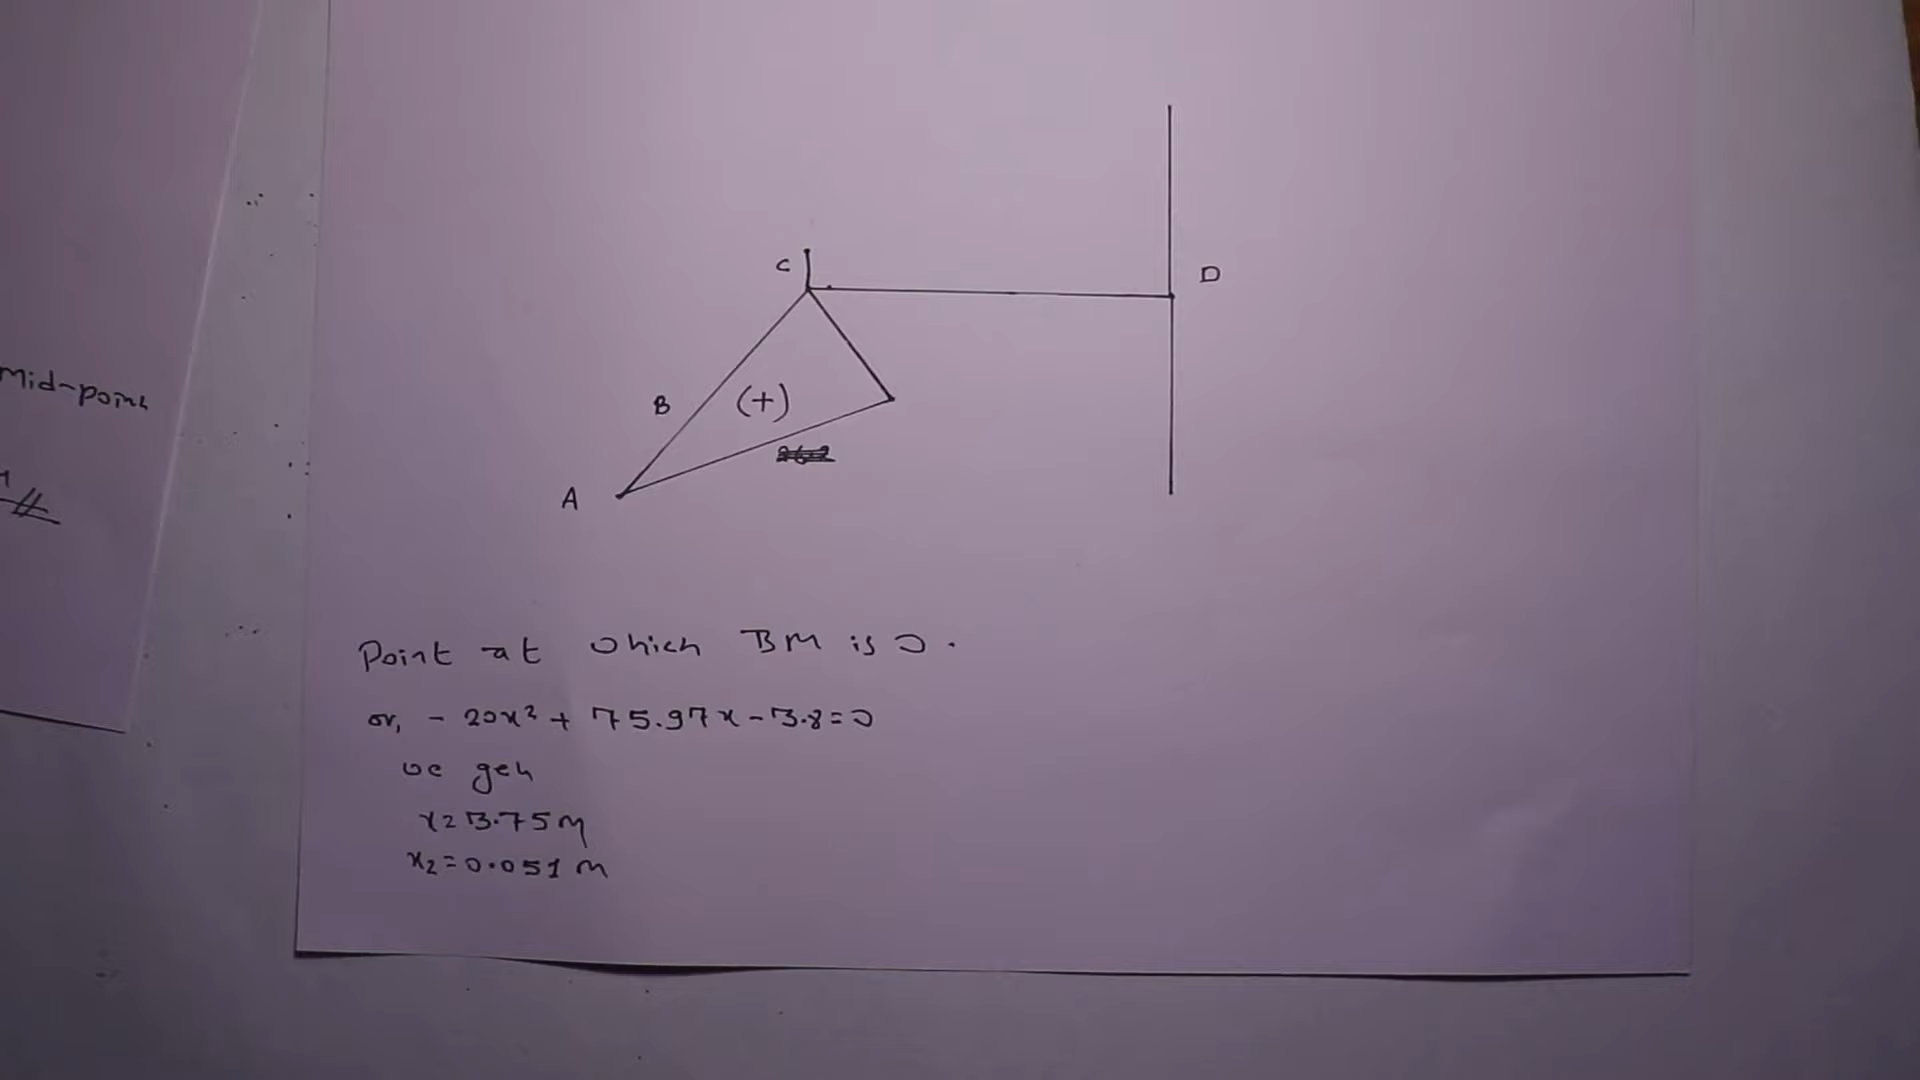 Mid-point
C
D
B
(+)
A
Point at which BM is 0.
or, - 20x² + 75.97x - 3.8 = 0
we get
x = 3.75 m
x₂ = 0.051 m